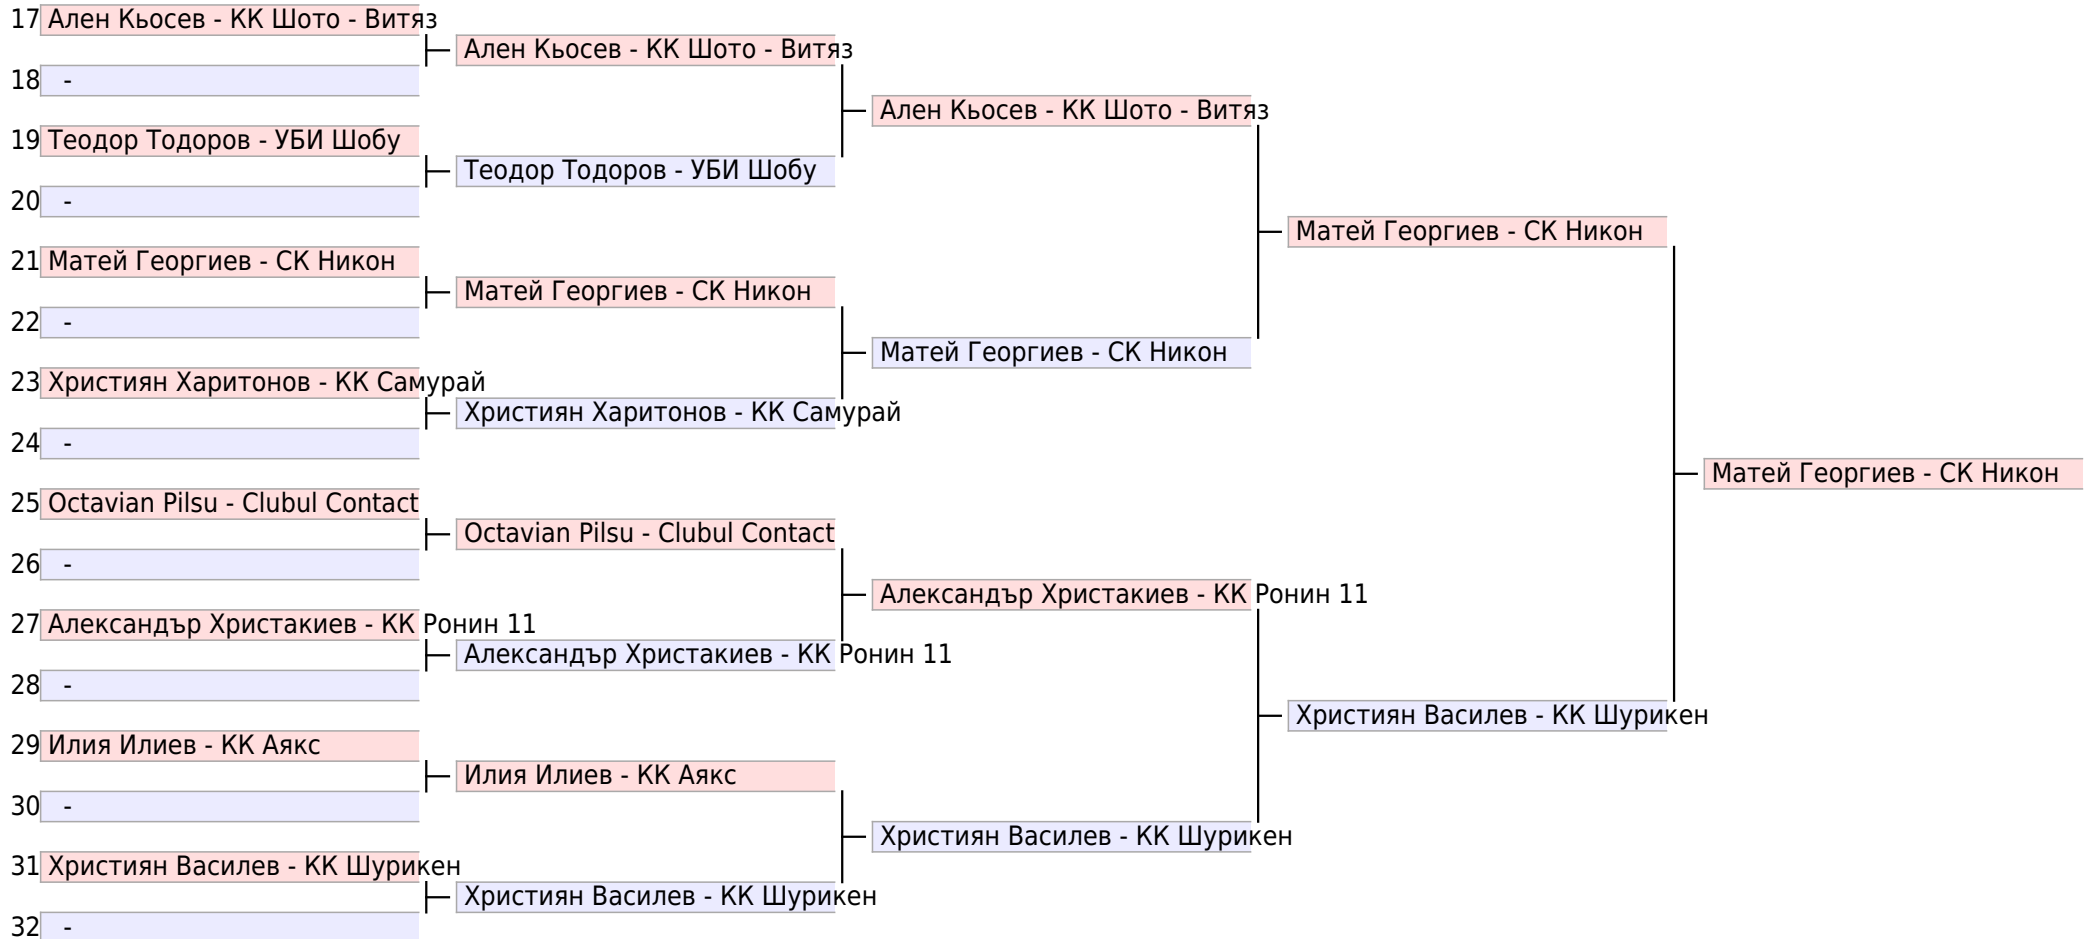 17 Ален Кьосев - КК Шото - Витяз
Ален Кьосев - КК Шото - Витяз
18 -
Ален Кьосев - КК Шото - Витяз
19 Теодор Тодоров - УБИ Шобу
Теодор Тодоров - УБИ Шобу
20 -
Матей Георгиев - СК Никон
21 Матей Георгиев - СК Никон
Матей Георгиев - СК Никон
22 -
Матей Георгиев - СК Никон
23 Християн Харитонов - КК Самурай
Християн Харитонов - КК Самурай
24 -
Матей Георгиев - СК Никон
25 Octavian Pilsu - Clubul Contact
Octavian Pilsu - Clubul Contact
26 -
Александър Христакиев - КК Ронин 11
27 Александър Христакиев - КК Ронин 11
Александър Христакиев - КК Ронин 11
28 -
Християн Василев - КК Шурикен
29 Илия Илиев - КК Аякс
Илия Илиев - КК Аякс
30 -
Християн Василев - КК Шурикен
31 Християн Василев - КК Шурикен
Християн Василев - КК Шурикен
32 -